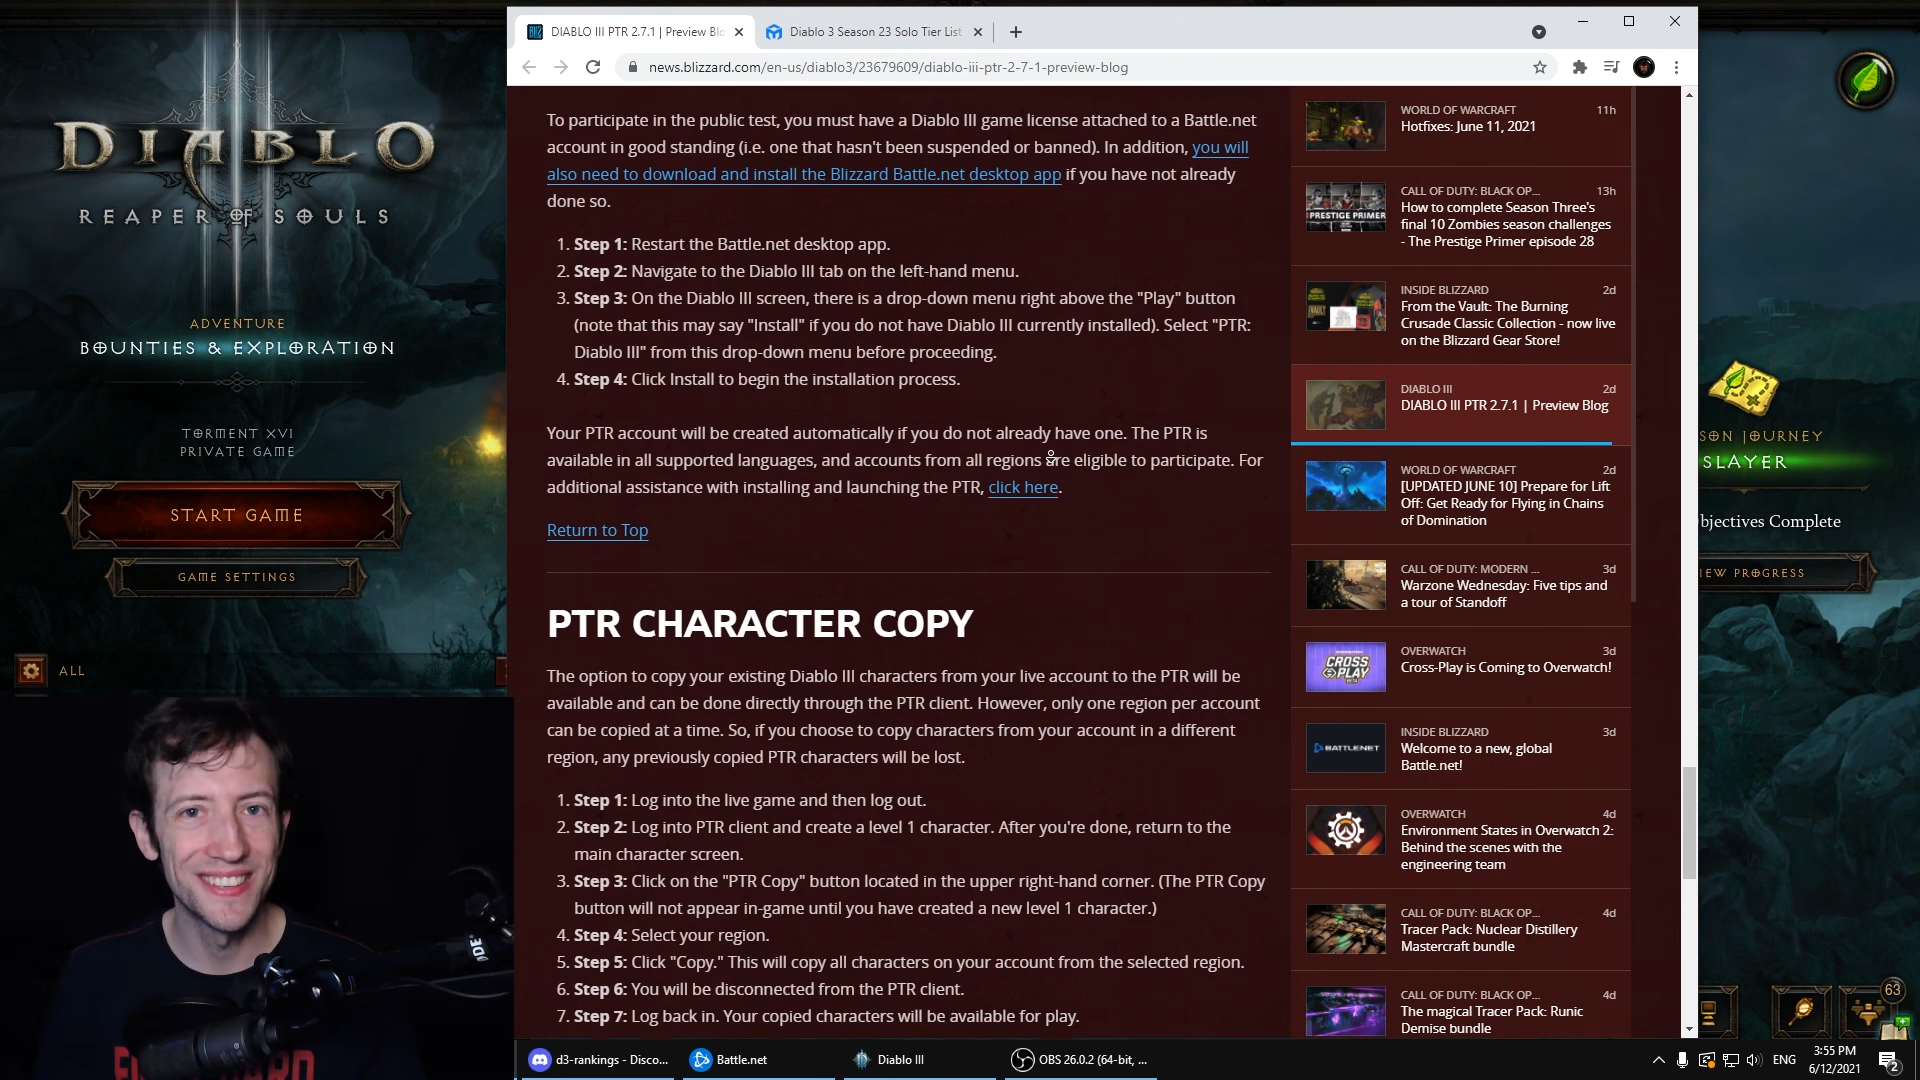 DIABLO III PTR 2.7.1 | Preview Blo
Diablo 3 Season 23 Solo Tier List
news.blizzard.com/en-us/diablo3/23679609/diablo-iii-ptr-2-7-1-preview-blog
DIABLO
REAPER OF SOULS
ADVENTURE
BOUNTIES & EXPLORATION
TORMENT XVI
PRIVATE GAME
START GAME
GAME SETTINGS
ALL
To participate in the public test, you must have a Diablo III game license attached to a Battle.net
account in good standing (i.e. one that hasn't been suspended or banned). In addition, you will
also need to download and install the Blizzard Battle.net desktop app if you have not already
done so.
1. Step 1: Restart the Battle.net desktop app.
2. Step 2: Navigate to the Diablo III tab on the left-hand menu.
3. Step 3: On the Diablo III screen, there is a drop-down menu right above the "Play" button
(note that this may say "Install" if you do not have Diablo III currently installed). Select "PTR:
Diablo III" from this drop-down menu before proceeding.
4. Step 4: Click Install to begin the installation process.
Your PTR account will be created automatically if you do not already have one. The PTR is
available in all supported languages, and accounts from all regions are eligible to participate. For
additional assistance with installing and launching the PTR, click here.
Return to Top
PTR CHARACTER COPY
The option to copy your existing Diablo III characters from your live account to the PTR will be
available and can be done directly through the PTR client. However, only one region per account
can be copied at a time. So, if you choose to copy characters from your account in a different
region, any previously copied PTR characters will be lost.
1. Step 1: Log into the live game and then log out.
2. Step 2: Log into PTR client and create a level 1 character. After you're done, return to the
main character screen.
3. Step 3: Click on the "PTR Copy" button located in the upper right-hand corner. (The PTR Copy
button will not appear in-game until you have created a new level 1 character.)
4. Step 4: Select your region.
5. Step 5: Click "Copy." This will copy all characters on your account from the selected region.
6. Step 6: You will be disconnected from the PTR client.
7. Step 7: Log back in. Your copied characters will be available for play.
WORLD OF WARCRAFT 11h
Hotfixes: June 11, 2021
PRESTIGE PRIMER
CALL OF DUTY: BLACK OP... 13h
How to complete Season Three's
final 10 Zombies season challenges
- The Prestige Primer episode 28
INSIDE BLIZZARD 2d
From the Vault: The Burning
Crusade Classic Collection - now live
on the Blizzard Gear Store!
DIABLO III 2d
DIABLO III PTR 2.7.1 | Preview Blog
WORLD OF WARCRAFT 2d
[UPDATED JUNE 10] Prepare for Lift
Off: Get Ready for Flying in Chains
of Domination
CALL OF DUTY: MODERN ... 3d
Warzone Wednesday: Five tips and
a tour of Standoff
CROSS
PLAY
BETA
OVERWATCH 3d
Cross-Play is Coming to Overwatch!
BATTLENET
INSIDE BLIZZARD 3d
Welcome to a new, global
Battle.net!
OVERWATCH 4d
Environment States in Overwatch 2:
Behind the scenes with the
engineering team
CALL OF DUTY: BLACK OP... 4d
Tracer Pack: Nuclear Distillery
Mastercraft bundle
CALL OF DUTY: BLACK OP... 4d
The magical Tracer Pack: Runic
Demise bundle
SON JOURNEY
SLAYER
bjectives Complete
IEW PROGRESS
63
d3-rankings - Disco...
Battle.net
Diablo III
OBS 26.0.2 (64-bit, ...
ENG
3:55 PM
6/12/2021
2